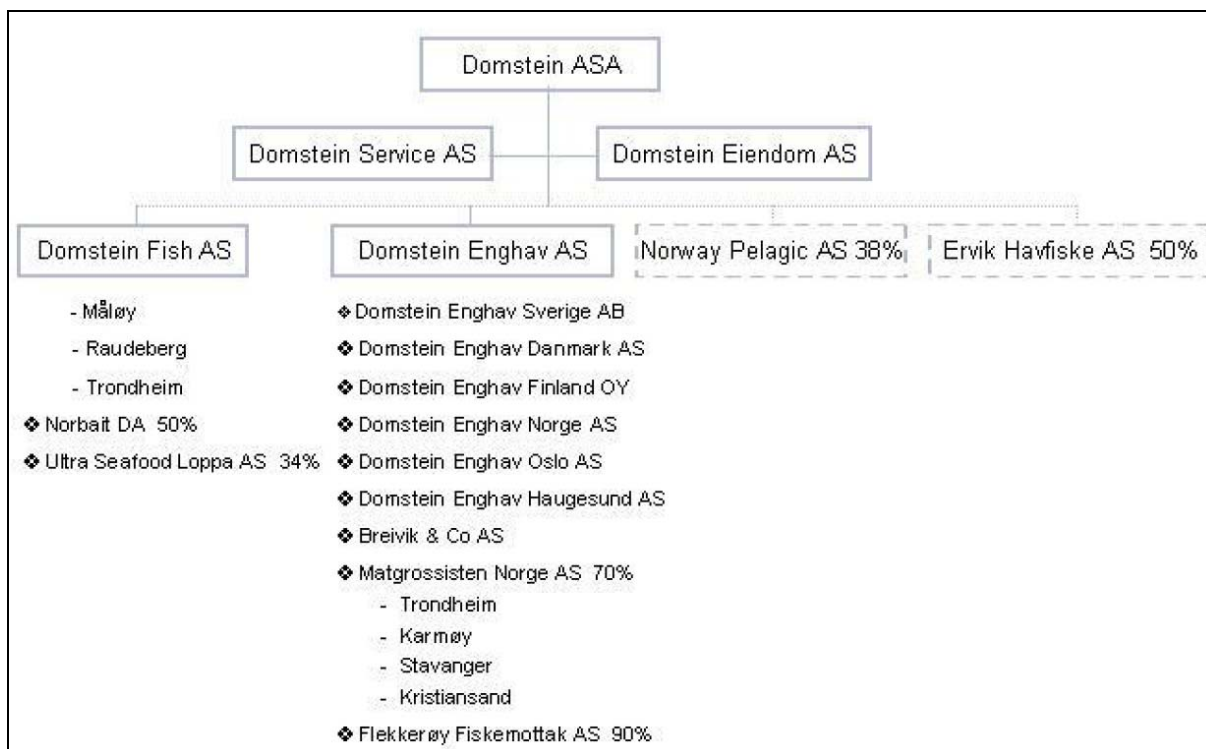 Domstein ASA
Domstein Service AS
Domstein Eiendom AS
Domstein Fish AS
Domstein Enghav AS
Norway Pelagic AS 38%
Ervik Havfiske AS 50%
- Måløy
- Raudeberg
- Trondheim
❖ Norbait DA 50%
❖ Ultra Seafood Loppa AS 34%
❖ Domstein Enghav Sverige AB
❖ Domstein Enghav Danmark AS
❖ Domstein Enghav Finland OY
❖ Domstein Enghav Norge AS
❖ Domstein Enghav Oslo AS
❖ Domstein Enghav Haugesund AS
❖ Breivik & Co AS
❖ Matgrossisten Norge AS 70%
- Trondheim
- Karmøy
- Stavanger
- Kristiansand
❖ Flekkerøy Fiskemottak AS 90%